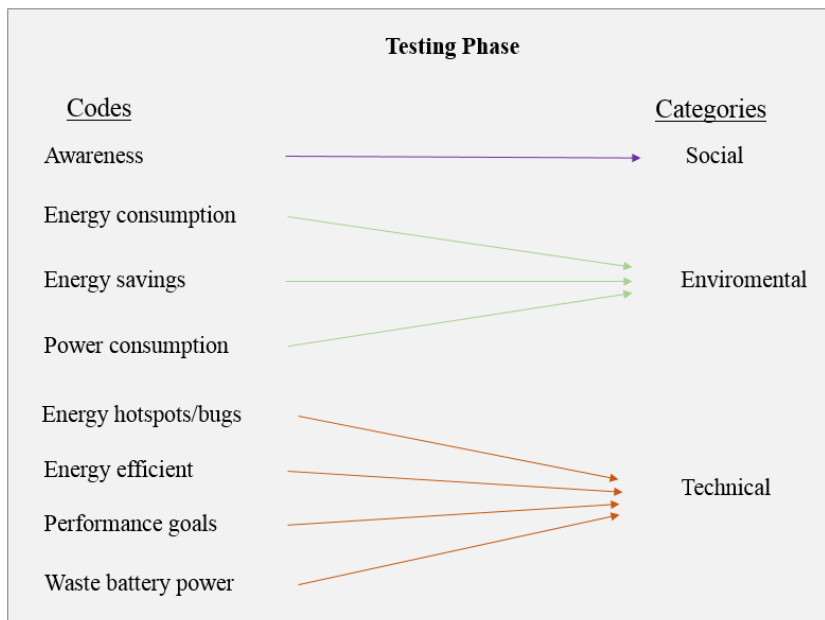 Testing Phase
Codes
Categories
Awareness
Social
Energy consumption
Energy savings
Enviromental
Power consumption
Energy hotspots/bugs
Energy efficient
Technical
Performance goals
Waste battery power